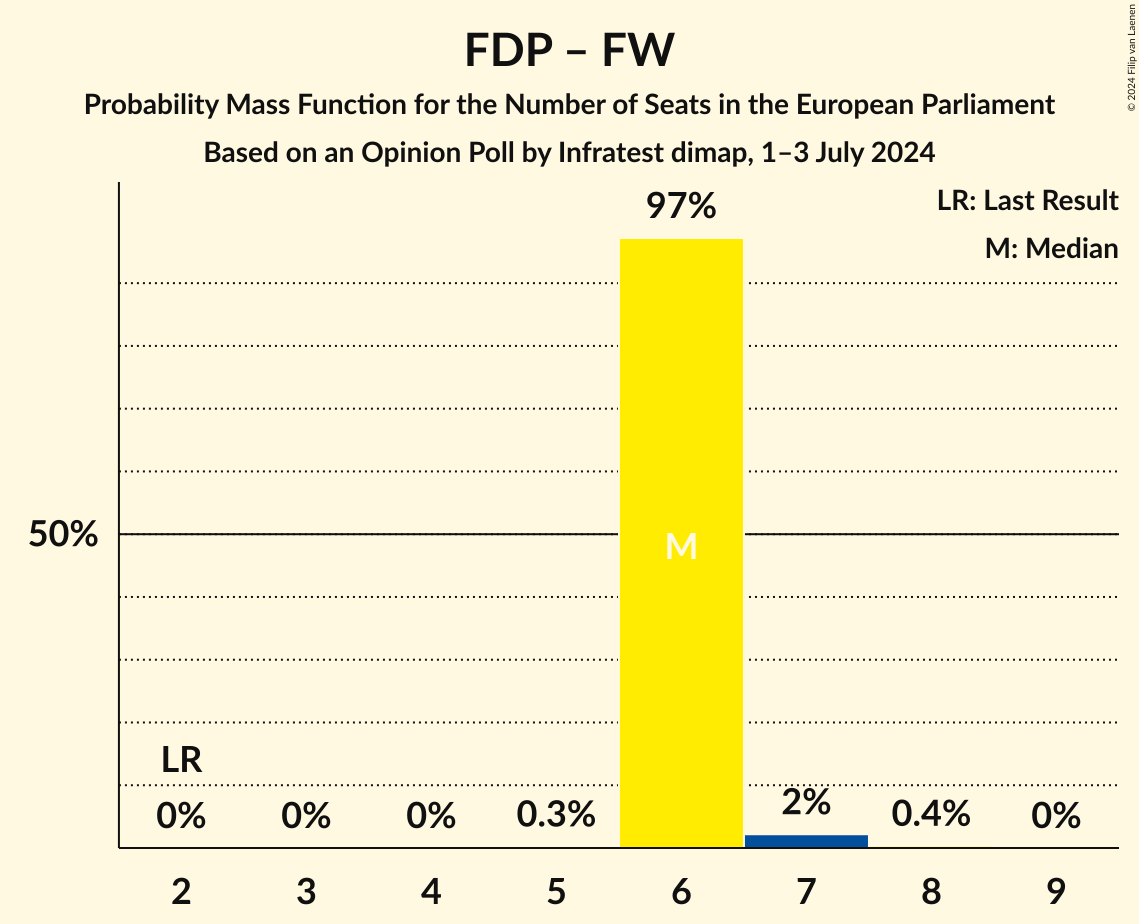 FDP – FW
Probability Mass Function for the Number of Seats in the European Parliament
Based on an Opinion Poll by Infratest dimap, 1–3 July 2024
© 2024 Filip van Laenen
LR: Last Result
M: Median
97%
50%
M
LR
0% 0% 0% 0.3% 2% 0.4% 0%
2 3 4 5 6 7 8 9